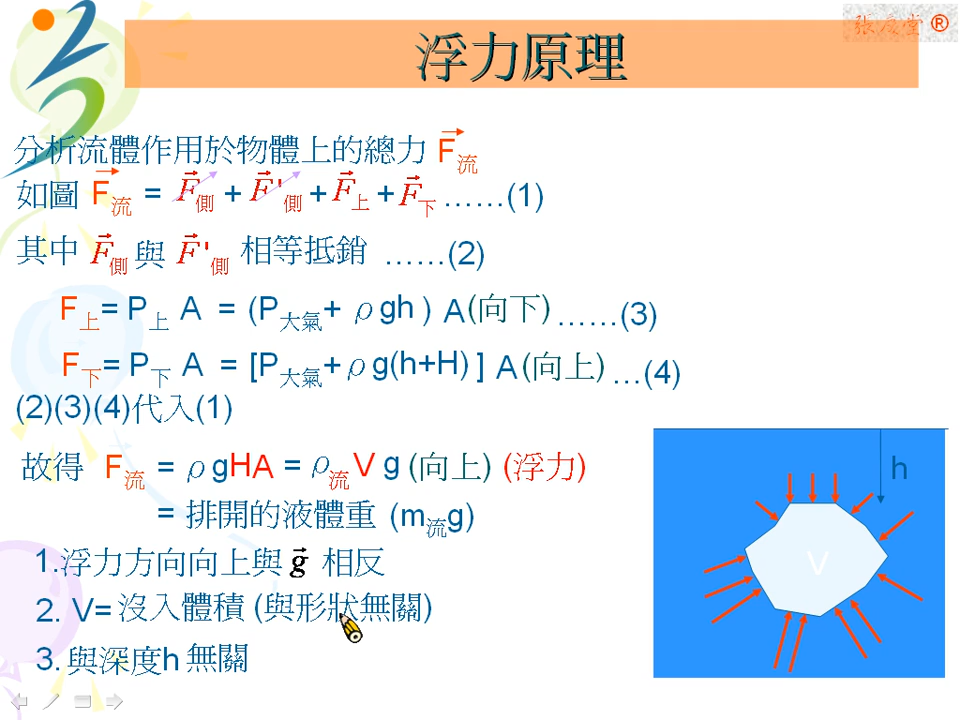 張慶堂®
浮力原理
分析流體作用於物體上的總力 F流
如圖 F流 = F側 + F'側 + F上 + F下 ……(1)
其中 F側 與 F'側 相等抵銷 ……(2)
F上= P上 A = (P大氣+ ρgh ) A (向下) ……(3)
F下= P下 A = [P大氣+ρg(h+H) ] A (向上) …(4)
(2)(3)(4)代入(1)
故得 F流 = ρgHA = ρ流V g (向上) (浮力)
= 排開的液體重 (m流g)
1.浮力方向向上與 g 相反
2. V= 沒入體積 (與形狀無關)
3.與深度h 無關
h
V